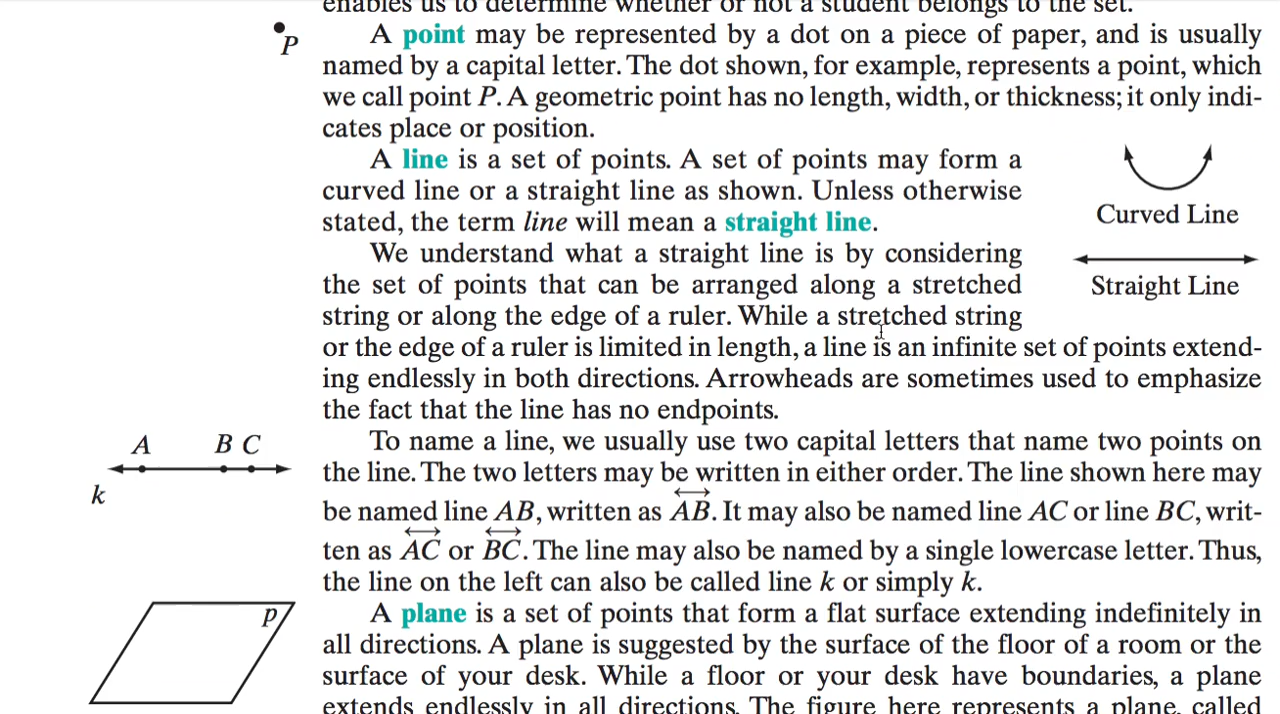 enables us to determine whether or not a student belongs to the set.
P
A point may be represented by a dot on a piece of paper, and is usually
named by a capital letter. The dot shown, for example, represents a point, which
we call point P. A geometric point has no length, width, or thickness; it only indi-
cates place or position.
A line is a set of points. A set of points may form a
curved line or a straight line as shown. Unless otherwise
stated, the term line will mean a straight line.
Curved Line
We understand what a straight line is by considering
the set of points that can be arranged along a stretched
string or along the edge of a ruler. While a stretched string
Straight Line
or the edge of a ruler is limited in length, a line is an infinite set of points extend-
ing endlessly in both directions. Arrowheads are sometimes used to emphasize
the fact that the line has no endpoints.
A B C
k
To name a line, we usually use two capital letters that name two points on
the line. The two letters may be written in either order. The line shown here may
be named line AB, written as AB. It may also be named line AC or line BC, writ-
ten as AC or BC. The line may also be named by a single lowercase letter. Thus,
the line on the left can also be called line k or simply k.
p
A plane is a set of points that form a flat surface extending indefinitely in
all directions. A plane is suggested by the surface of the floor of a room or the
surface of your desk. While a floor or your desk have boundaries, a plane
extends endlessly in all directions. The figure here represents a plane, called